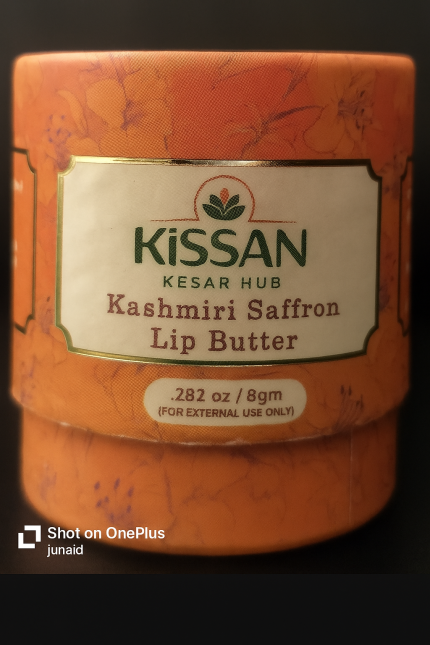 KiSSAN
KESAR HUB
Kashmiri Saffron
Lip Butter
.282 oz / 8gm
(FOR EXTERNAL USE ONLY)
Shot on OnePlus
junaid